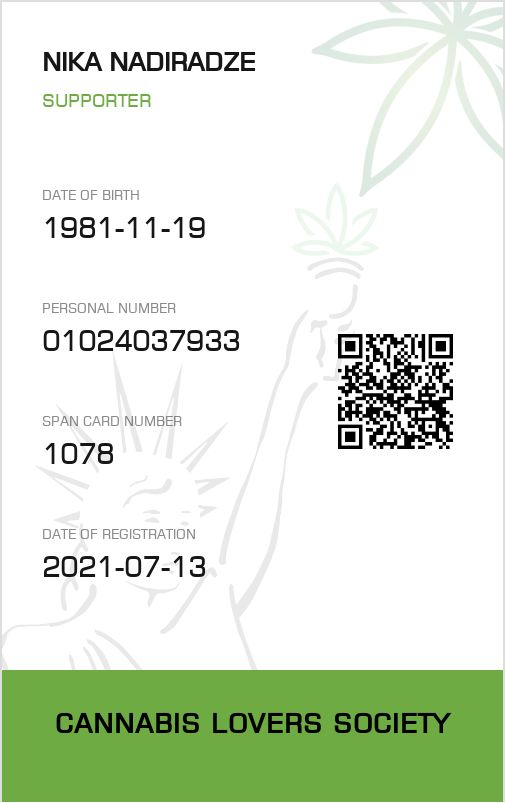 NIKA NADIRADZE
SUPPORTER
DATE OF BIRTH
1981-11-19
PERSONAL NUMBER
01024037933
SPAN CARD NUMBER
1078
DATE OF REGISTRATION
2021-07-13
CANNABIS LOVERS SOCIETY